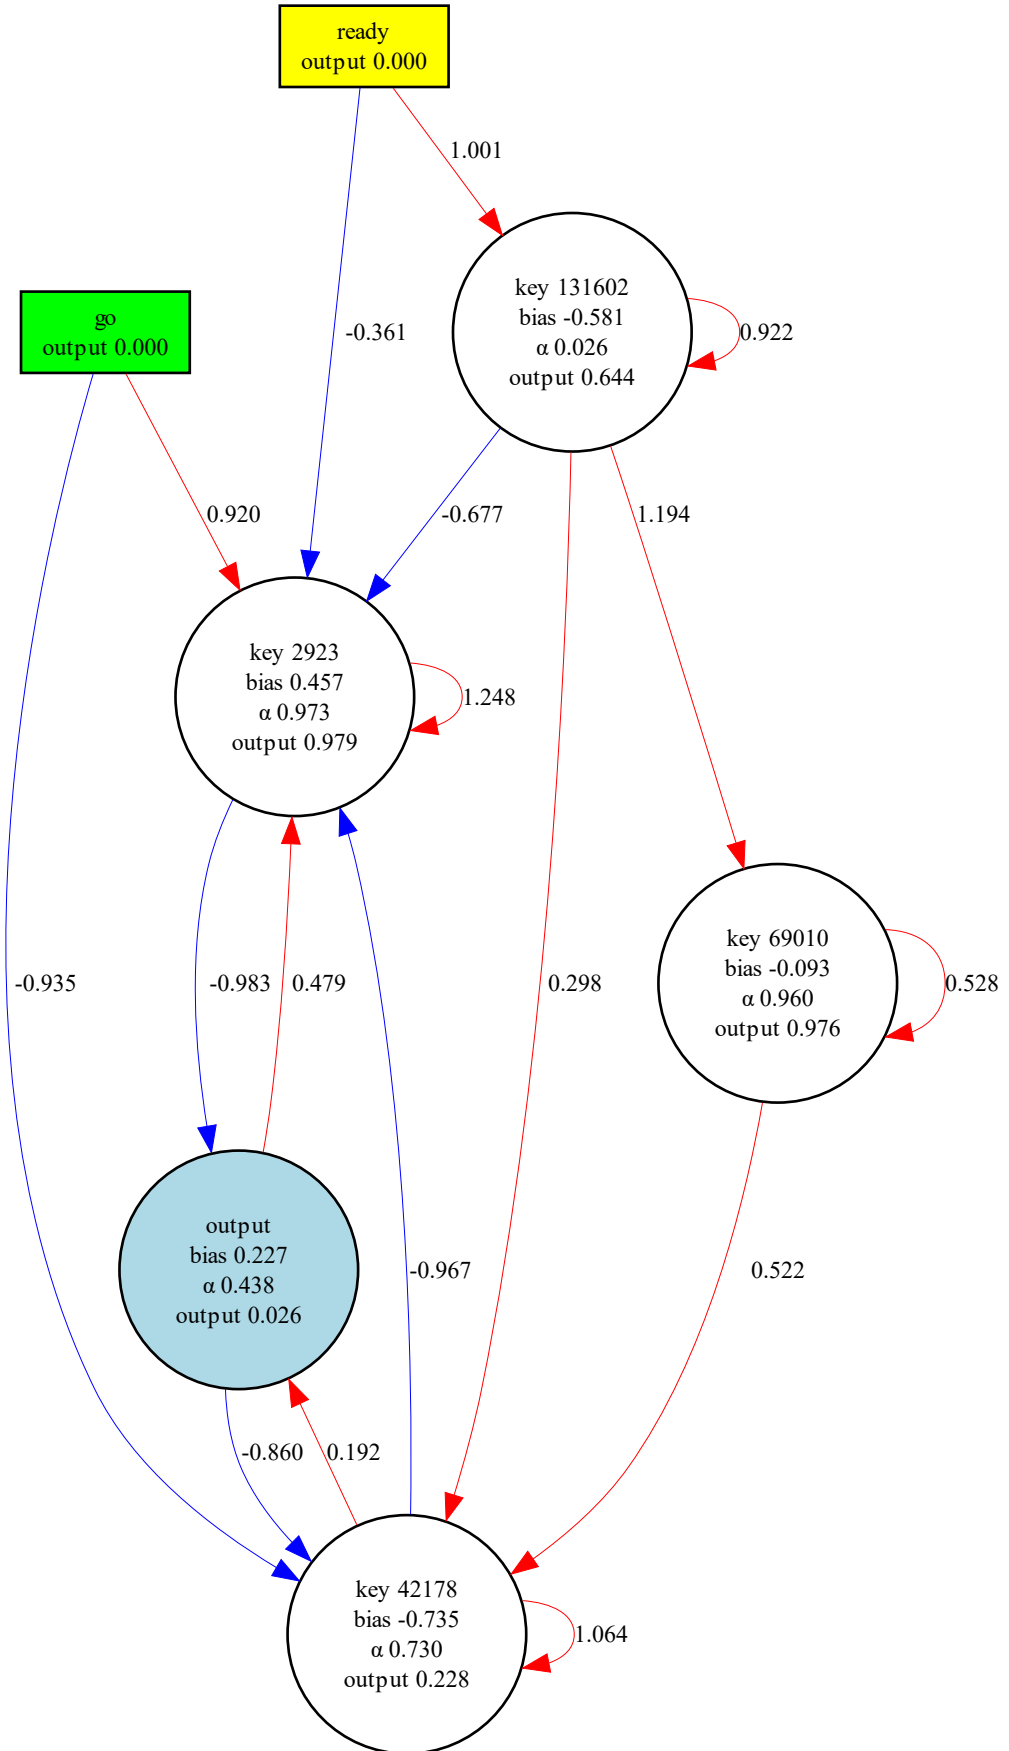 ready
output 0.000
1.001
key 131602
bias -0.581
α 0.026
output 0.644
0.922
go
output 0.000
-0.361
0.920
-0.677
1.194
key 2923
bias 0.457
α 0.973
output 0.979
1.248
key 69010
bias -0.093
α 0.960
output 0.976
0.528
-0.935
-0.983
0.479
0.298
output
bias 0.227
α 0.438
output 0.026
-0.967
0.522
-0.860
0.192
key 42178
bias -0.735
α 0.730
output 0.228
1.064